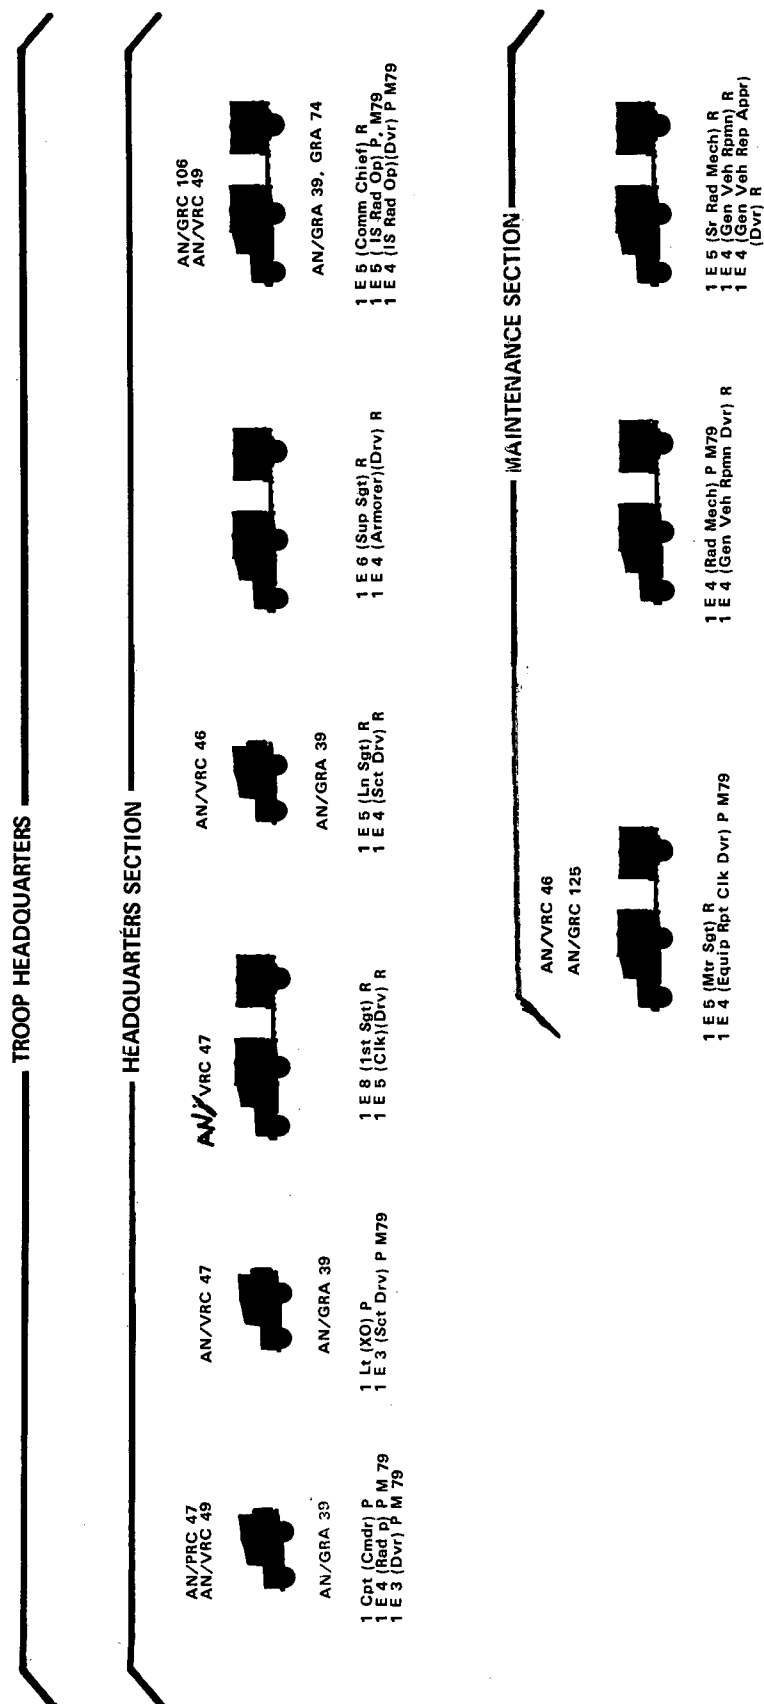 TROOP HEADQUARTERS
HEADQUARTERS SECTION
AN/PRC 47
AN/VRC 49
AN/GRA 39
1 Cpt (Cmdr) P
1 E 4 (Rad p) P M 79
1 E 3 (Dvr) P M 79
AN/VRC 47
AN/GRA 39
1 Lt (XO) P
1 E 3 (Sct Drv) P M79
AN/VRC 47
1 E 8 (1st Sgt) R
1 E 5 (Clk)(Drv) R
AN/VRC 46
AN/GRA 39
1 E 5 (Ln Sgt) R
1 E 4 (Sct Drv) R
1 E 6 (Sup Sgt) R
1 E 4 (Armorer)(Drv) R
AN/GRC 106
AN/VRC 49
AN/GRA 39, GRA 74
1 E 5 (Comm Chief) R
1 E 5 ( IS Rad Op) P, M79
1 E 4 (IS Rad Op)(Dvr) P M79
MAINTENANCE SECTION
AN/VRC 46
AN/GRC 125
1 E 5 (Mtr Sgt) R
1 E 4 (Equip Rpt Clk Dvr) P M79
1 E 4 (Rad Mech) P M79
1 E 4 (Gen Veh Rpmn Dvr) R
1 E 5 (Sr Rad Mech) R
1 E 4 (Gen Veh Rpmn) R
1 E 4 (Gen Veh Rep Appr)
(Dvr) R